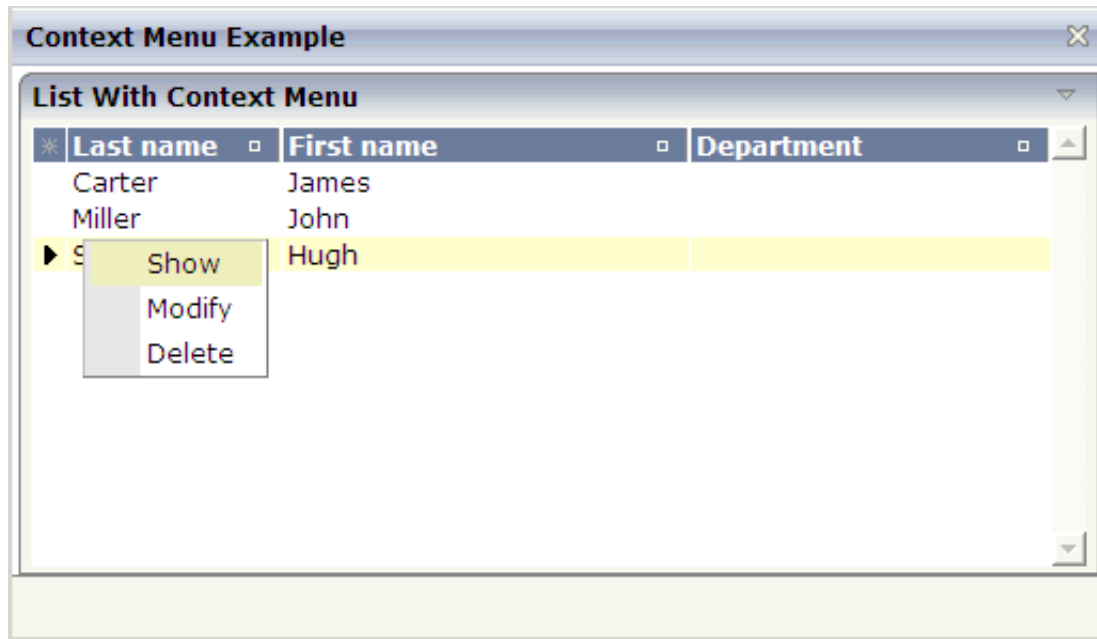 Context Menu Example
List With Context Menu
Last name First name Department
Carter James
Miller John
Hugh
Show
Modify
Delete